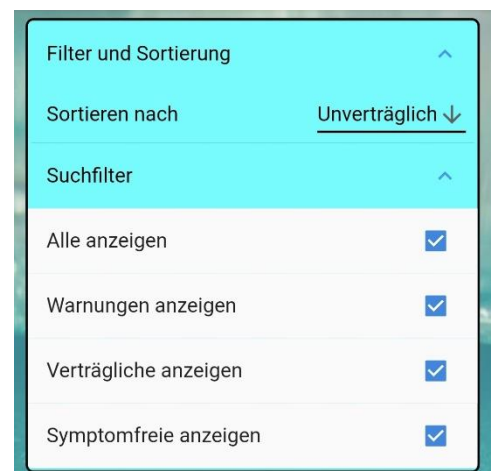 Filter und Sortierung
Sortieren nach Unverträglich
Suchfilter
Alle anzeigen
Warnungen anzeigen
Verträgliche anzeigen
Symptomfreie anzeigen